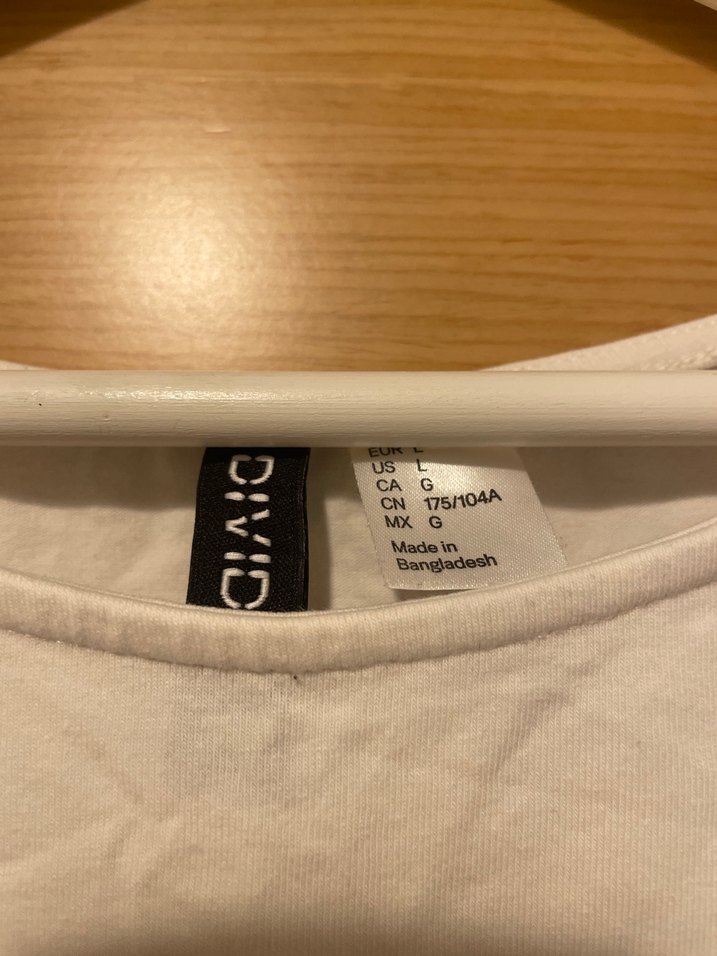 DIVID
EUR L
US L
CA G
CN 175/104A
MX G
Made in
Bangladesh